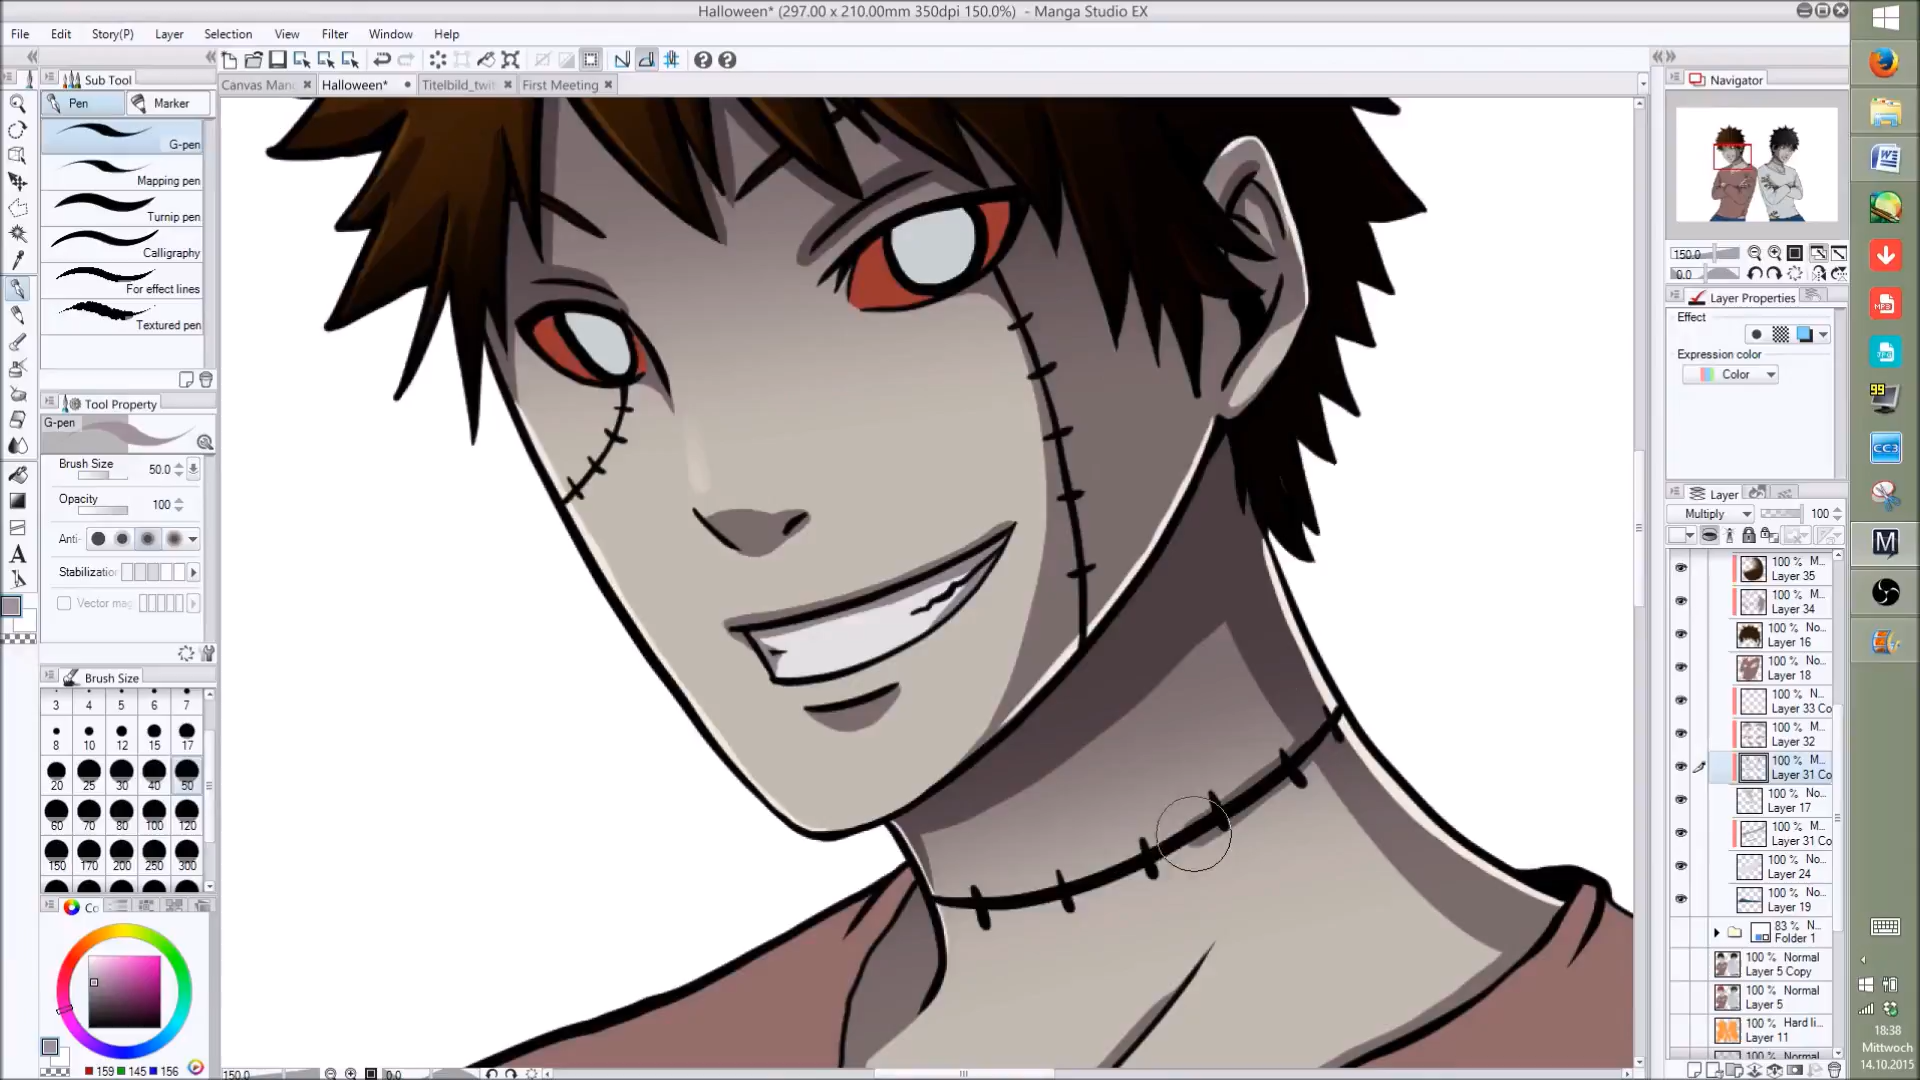 Halloween* (297.00 x 210.00mm 350dpi 150.0%) - Manga Studio EX
File Edit Story(P) Layer Selection View Filter Window Help
Sub Tool
Canvas Man
Halloween*
Titelbild_twit
First Meeting
Navigator
Pen
Marker
G-pen
Mapping pen
Turnip pen
Calligraphy
For effect lines
Textured pen
150.0
0.0
Layer Properties
Effect
Expression color
Color
Tool Property
G-pen
Brush Size 50.0
Opacity 100
Anti-
Stabilization
Vector mag
Brush Size
3 4 5 6 7
8 10 12 15 17
20 25 30 40 50
60 70 80 100 120
150 170 200 250 300
Co
159 145 156
Layer
Multiply 100
100 % M...
Layer 35
100 % M...
Layer 34
100 % No...
Layer 16
100 % No...
Layer 18
100 % N...
Layer 33 Co
100 % M...
Layer 32
100 % M...
Layer 31 Co
100 % No...
Layer 17
100 % M...
Layer 31 Co
100 % No...
Layer 24
100 % No...
Layer 19
83 % N...
Folder 1
100 % Normal
Layer 5 Copy
100 % Normal
Layer 5
100 % Hard li...
Layer 11
100 % Normal
150.0
0.0
MP3
JPG
99
CC3
18:38
Mittwoch
14.10.2015